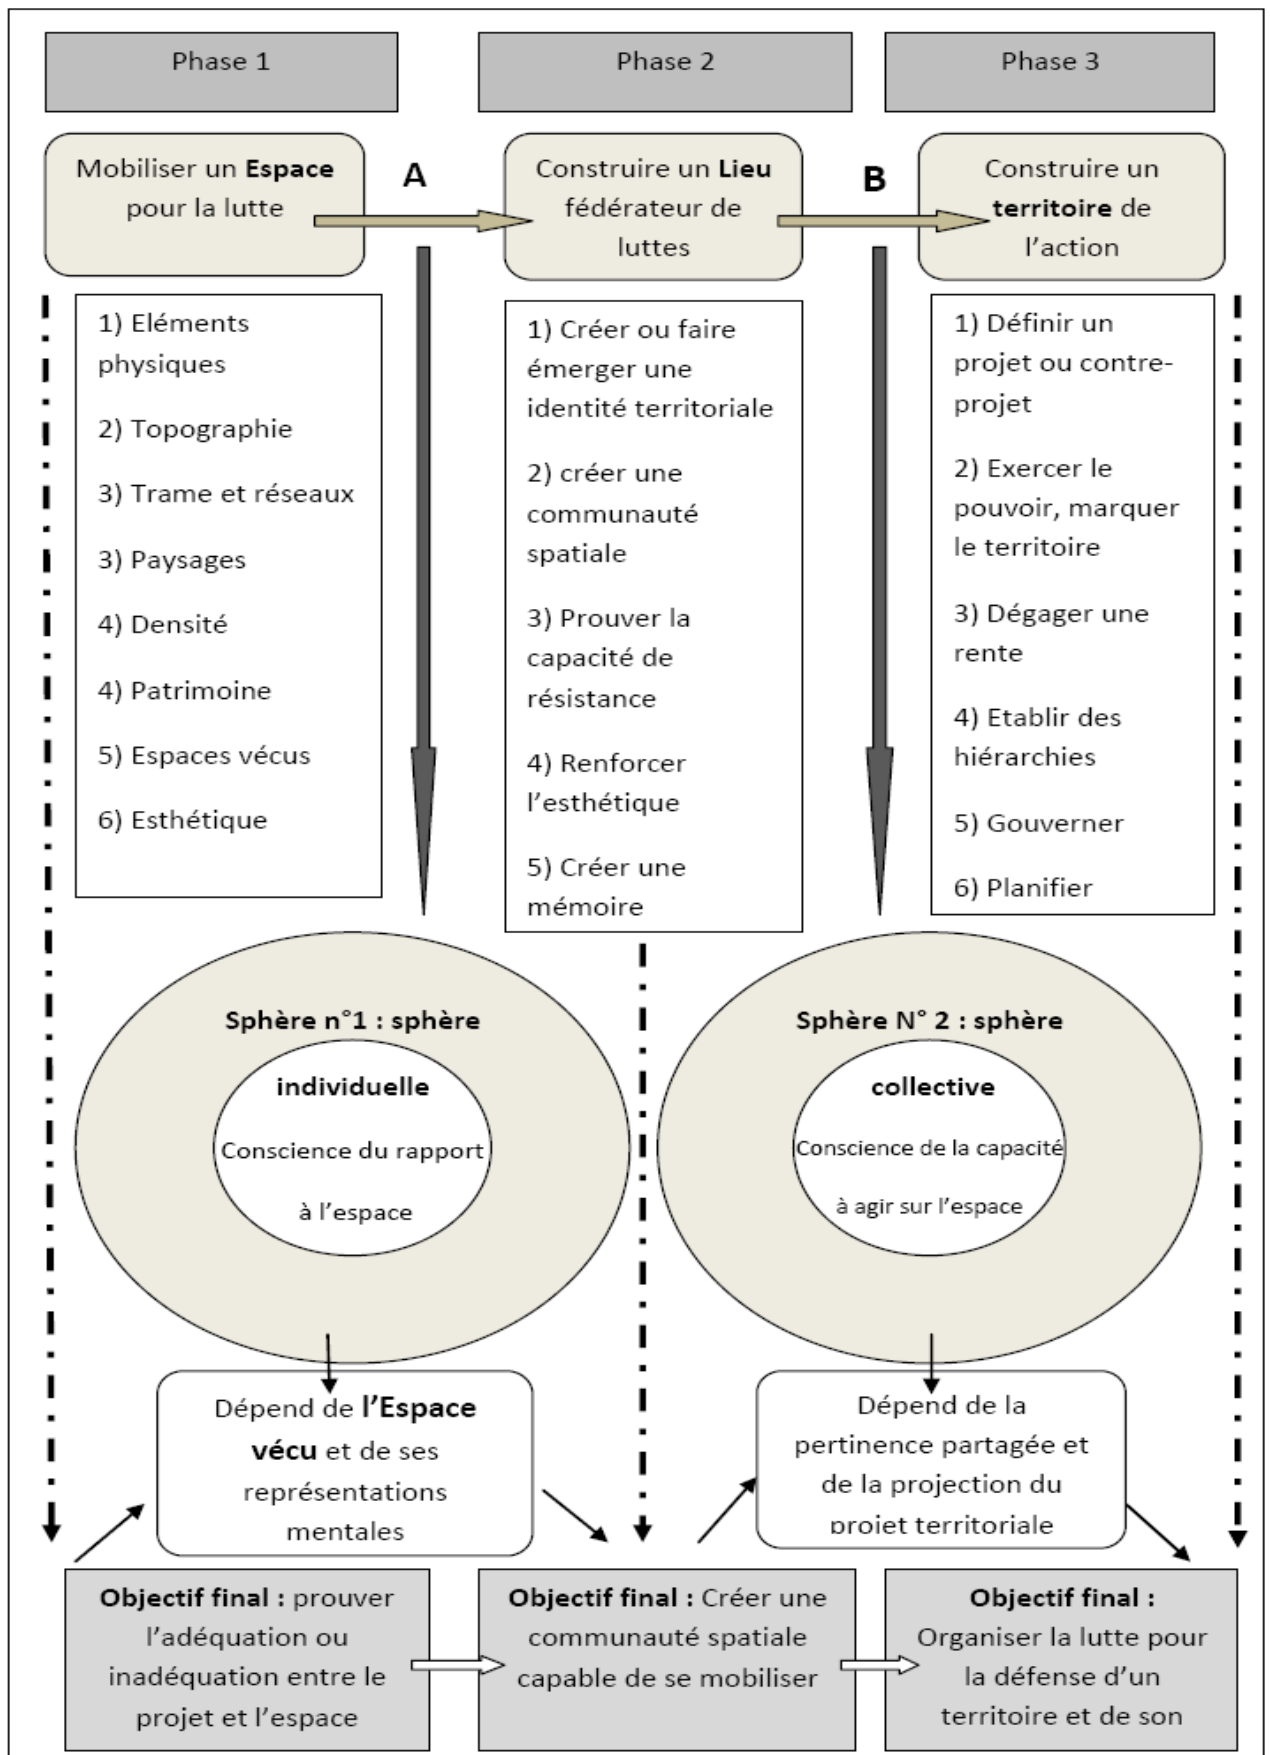 Phase 1
Phase 2
Phase 3
Mobiliser un Espace
pour la lutte
A
Construire un Lieu
fédérateur de
luttes
B
Construire un
territoire de
l'action
1) Eléments
physiques
2) Topographie
3) Trame et réseaux
3) Paysages
4) Densité
4) Patrimoine
5) Espaces vécus
6) Esthétique
1) Créer ou faire
émerger une
identité territoriale
2) créer une
communauté
spatiale
3) Prouver la
capacité de
résistance
4) Renforcer
l'esthétique
5) Créer une
mémoire
1) Définir un
projet ou contre-
projet
2) Exercer le
pouvoir, marquer
le territoire
3) Dégager une
rente
4) Etablir des
hiérarchies
5) Gouverner
6) Planifier
Sphère n°1 : sphère
individuelle
Conscience du rapport
à l'espace
Sphère N° 2 : sphère
collective
Conscience de la capacité
à agir sur l'espace
Dépend de l'Espace
vécu et de ses
représentations
mentales
Dépend de la
pertinence partagée et
de la projection du
projet territoriale
Objectif final : prouver
l'adéquation ou
inadéquation entre le
projet et l'espace
Objectif final : Créer une
communauté spatiale
capable de se mobiliser
Objectif final :
Organiser la lutte pour
la défense d'un
territoire et de son